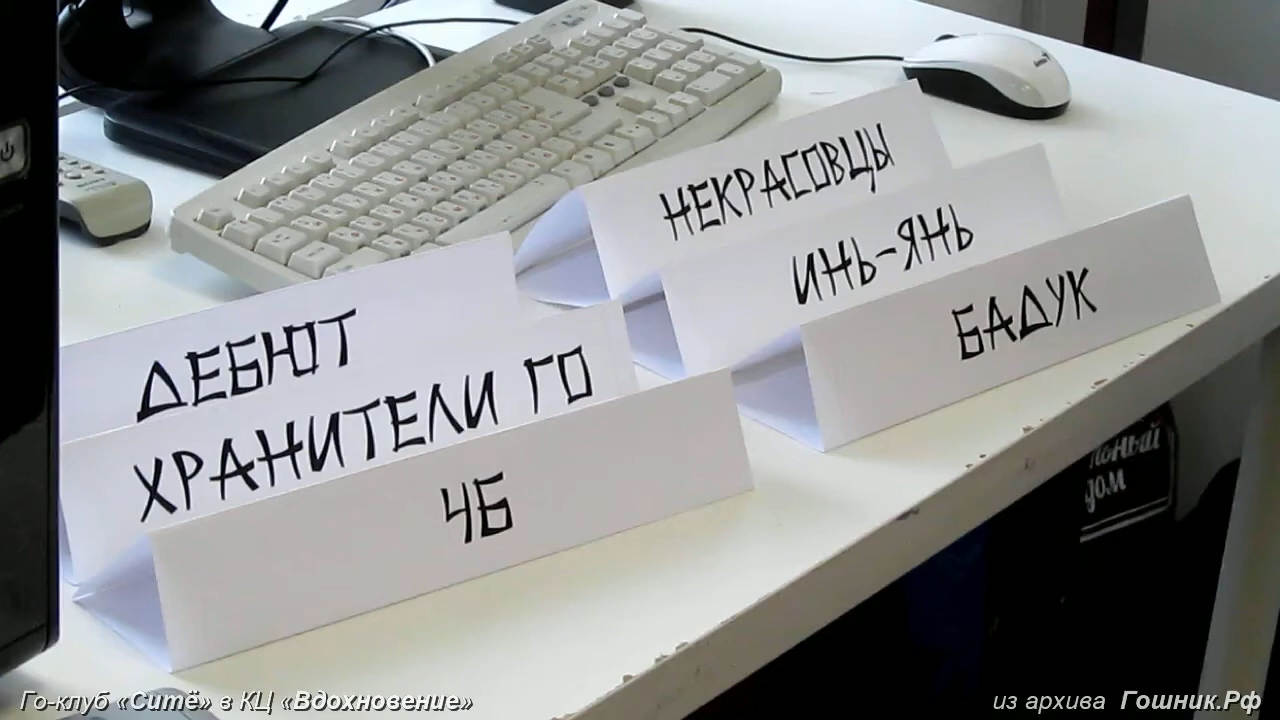 НЕКРАСОВЦЫ
ИНЬ-ЯНЬ
БАДУК
ДЕБЮТ
ХРАНИТЕЛИ ГО
ЧБ
Го-клуб «Ситё» в КЦ «Вдохновение»
из архива Гошник.Рф